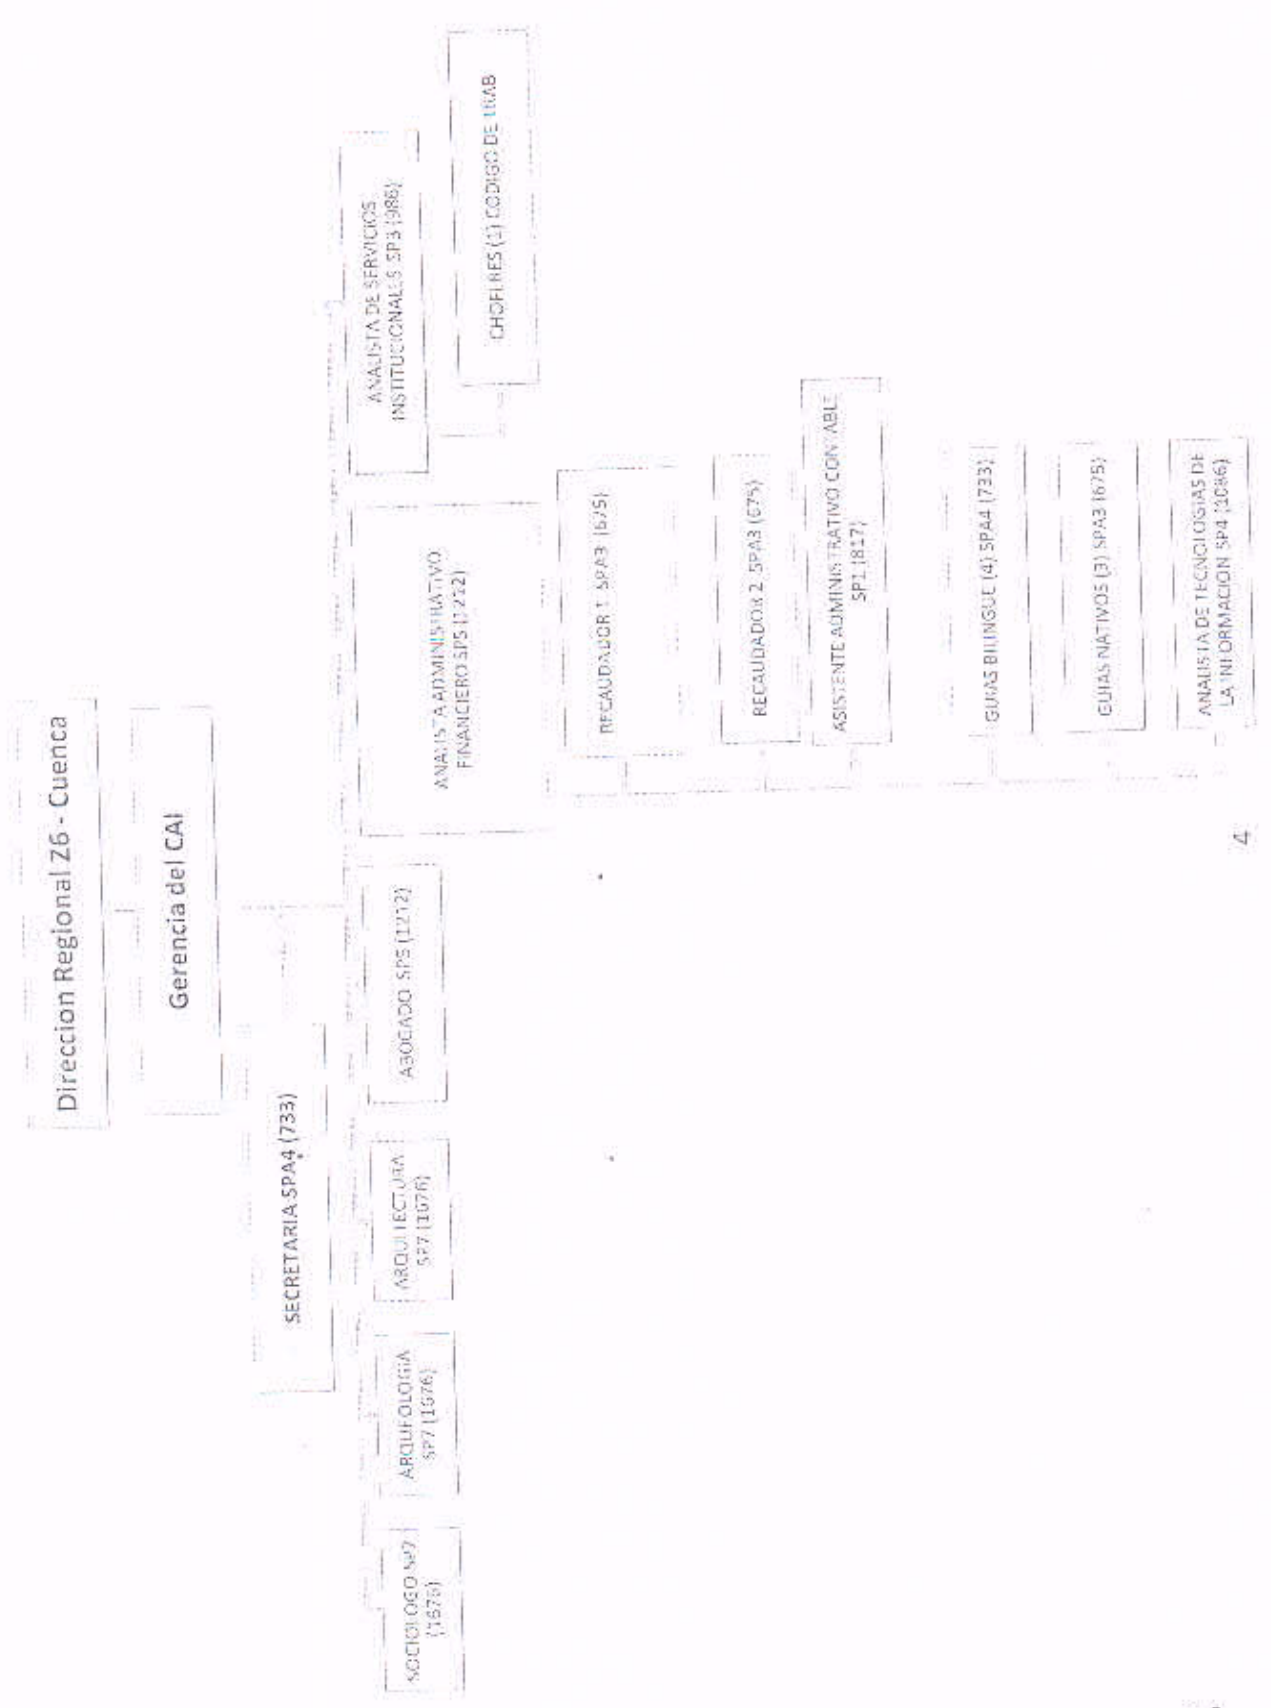 Direccion Regional Z6 - Cuenca
Gerencia del CAI
SECRETARIA SPA4 (733)
SOCIOLOGO SP7
(1676)
ARQUEOLOGIA
SP7 (1676)
ARQUITECTURA
SP7 (1676)
ABOGADO SP5 (1212)
ANALISTA ADMINISTRATIVO
FINANCIERO SP5 (1212)
ANALISTA DE SERVICIOS
INSTITUCIONALES SP3 (986)
RECAUDADOR 1 SPA3 (675)
RECAUDADOR 2 SPA3 (675)
ASISTENTE ADMINISTRATIVO CONTABLE
SP1 (817)
GUIAS BILINGUE (4) SPA4 (733)
GUIAS NATIVOS (3) SPA3 (675)
ANALISTA DE TECNOLOGIAS DE
LA INFORMACION SP4 (1086)
CHOFERES (1) CODIGO DE TRAB
4